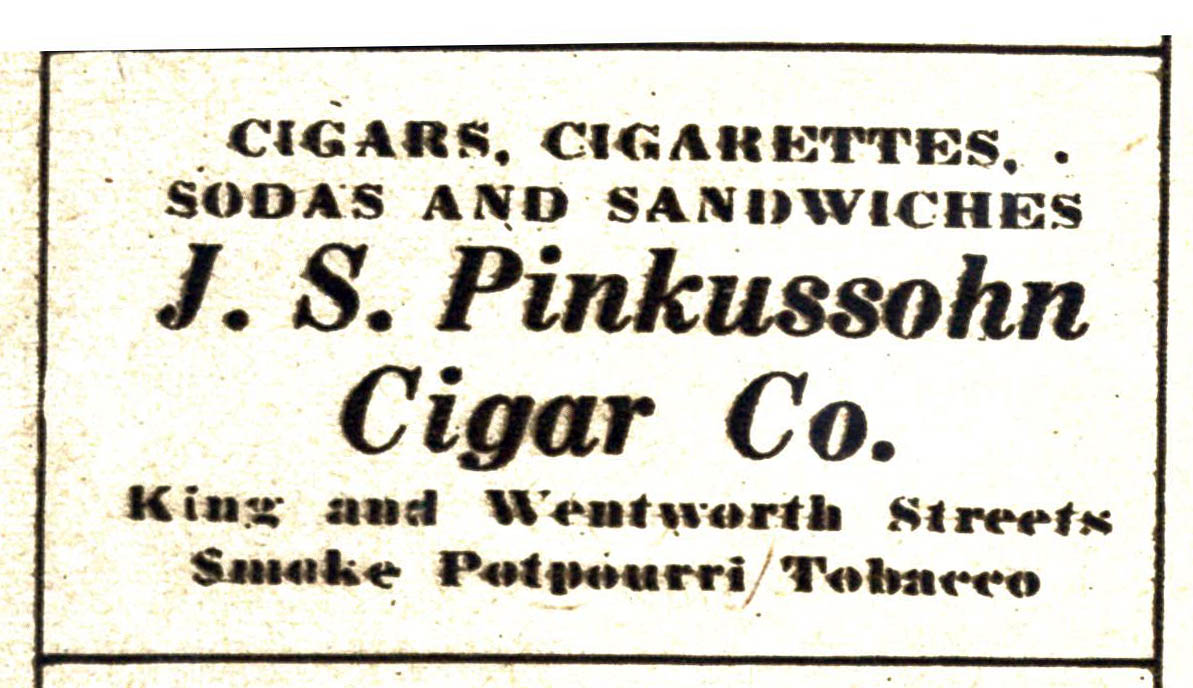 CIGARS, CIGARETTES,
SODAS AND SANDWICHES
J. S. Pinkussohn
Cigar Co.
King and Wentworth Streets
Smoke Potpourri Tobacco